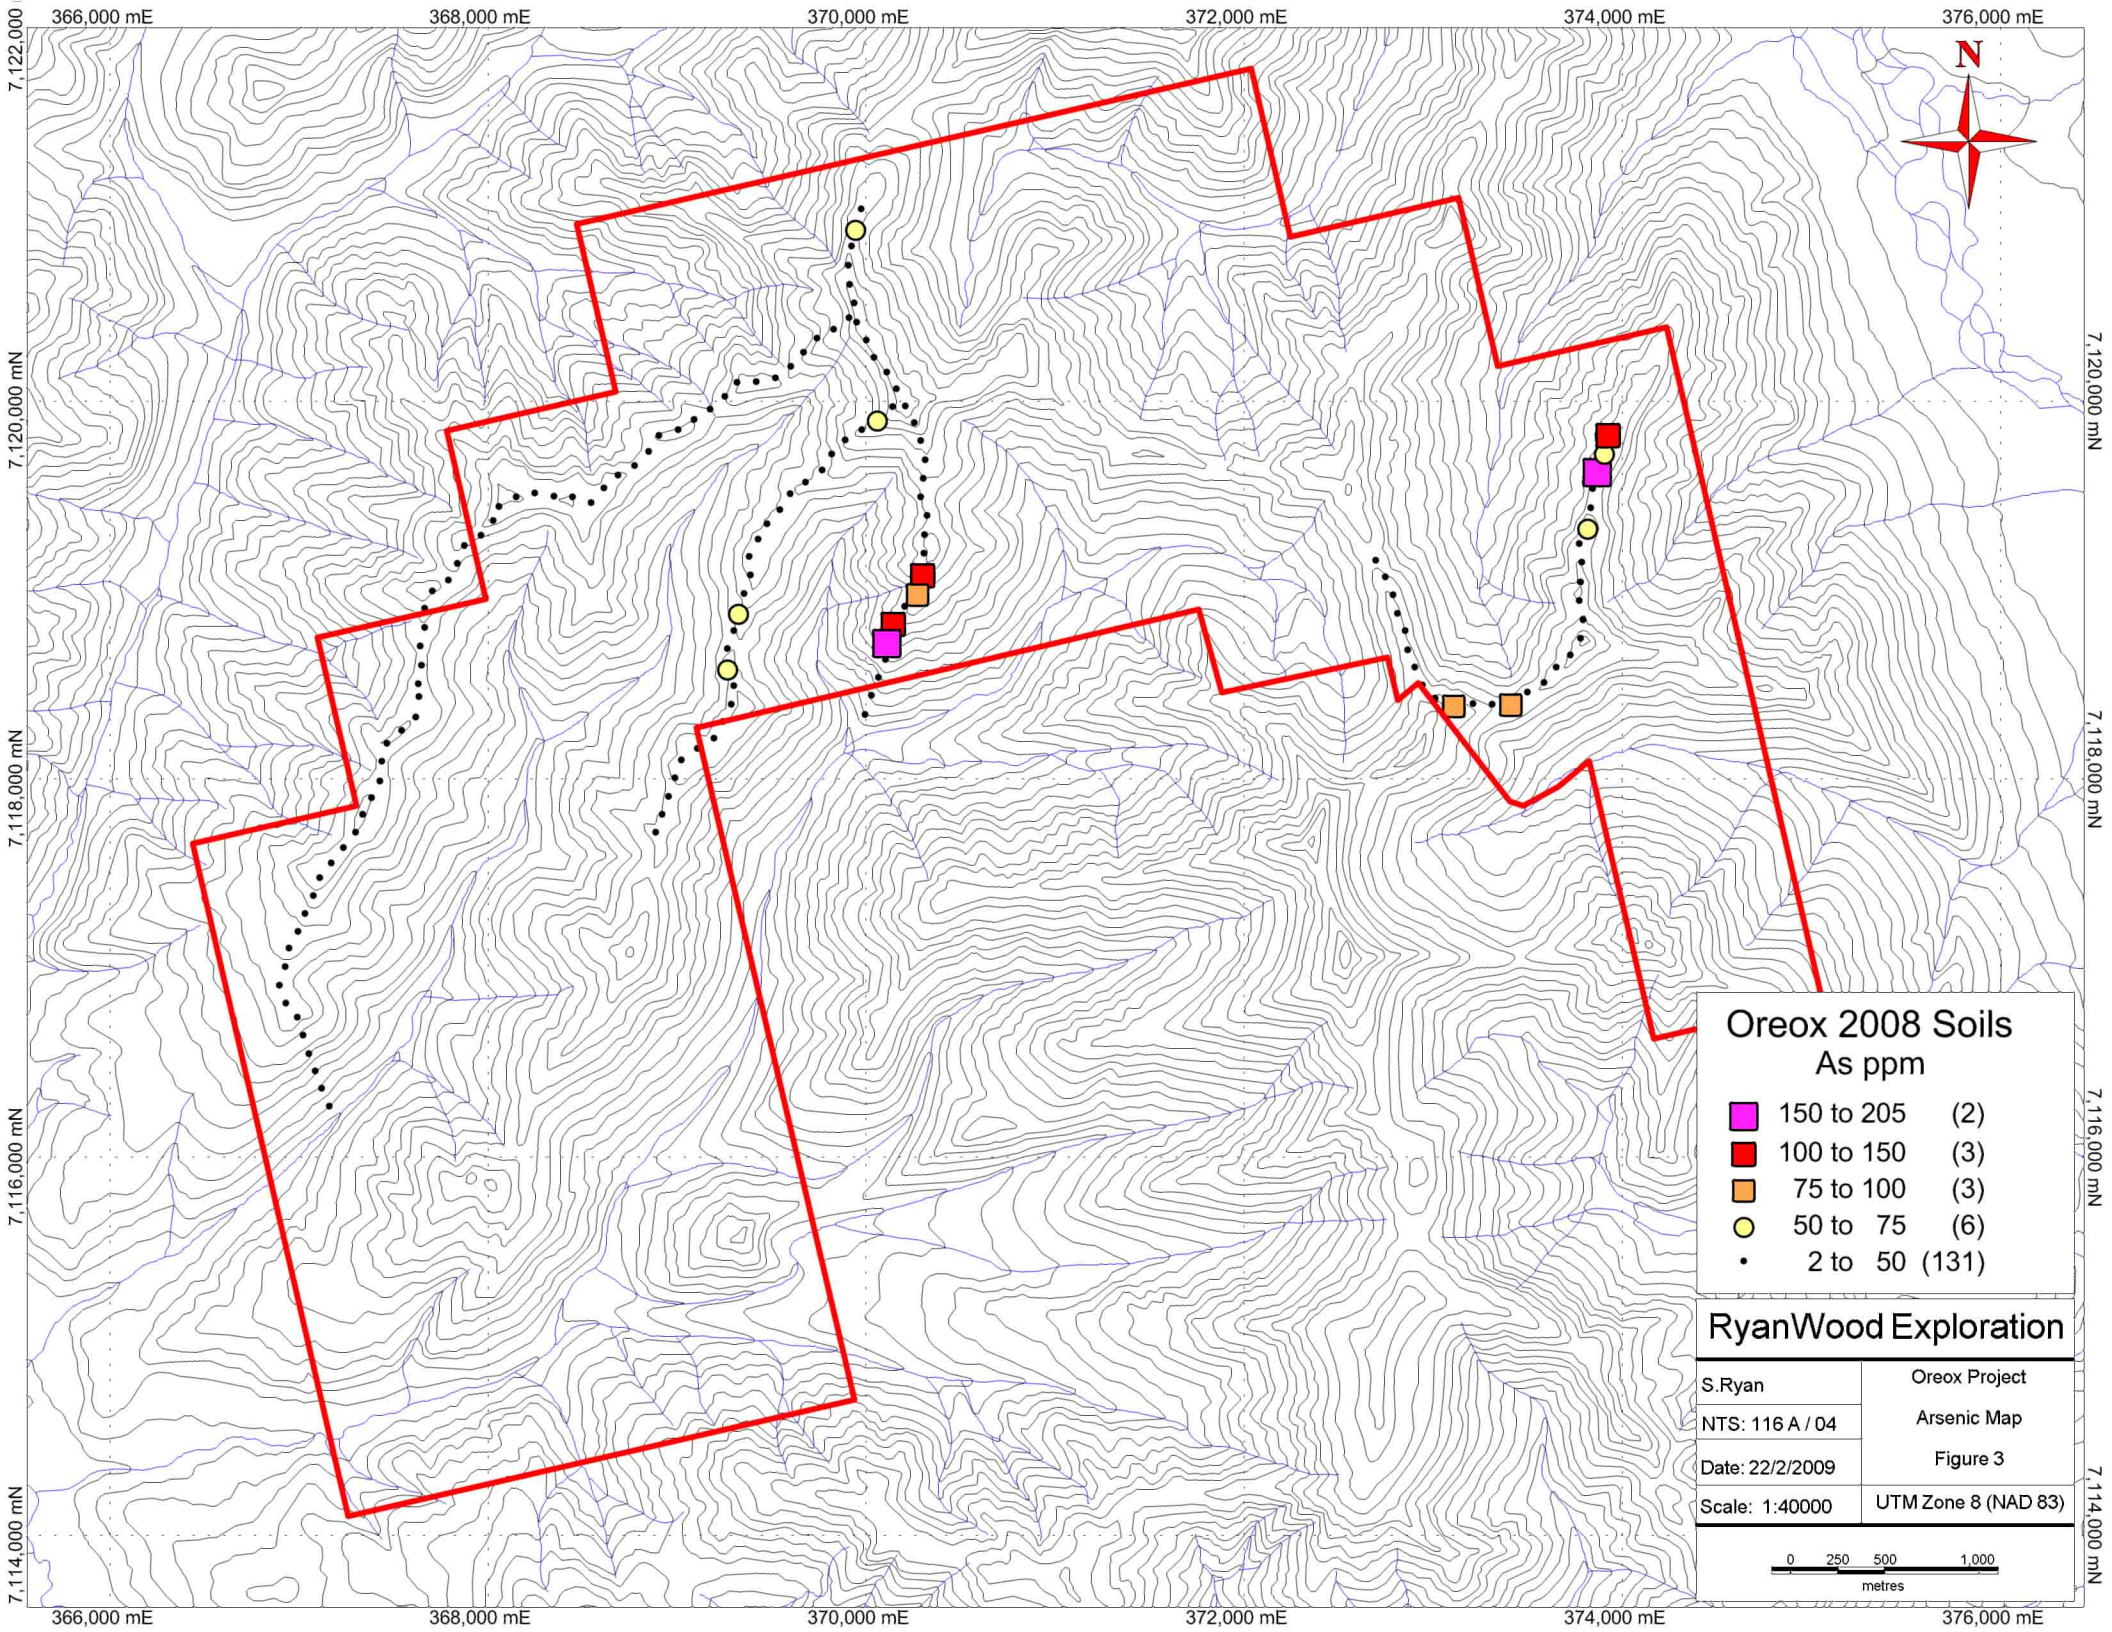 366,000 mE 368,000 mE 370,000 mE 372,000 mE 374,000 mE 376,000 mE
7,122,000
N
7,120,000 mN
7,120,000 mN
7,118,000 mN
7,118,000 mN
7,116,000 mN
7,116,000 mN
7,114,000 mN
7,114,000 mN
Oreox 2008 Soils
As ppm
150 to 205 (2)
100 to 150 (3)
75 to 100 (3)
50 to 75 (6)
2 to 50 (131)
RyanWood Exploration
S.Ryan
NTS: 116 A / 04
Date: 22/2/2009
Scale: 1:40000
Oreox Project
Arsenic Map
Figure 3
UTM Zone 8 (NAD 83)
0 250 500 1,000
metres
366,000 mE 368,000 mE 370,000 mE 372,000 mE 374,000 mE 376,000 mE